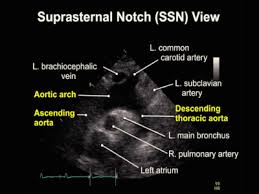 Suprasternal Notch (SSN) View
L. common
carotid artery
L. brachiocephalic
vein
L. subclavian
artery
Aortic arch
Ascending
aorta
Descending
thoracic aorta
L. main bronchus
R. pulmonary artery
Left atrium